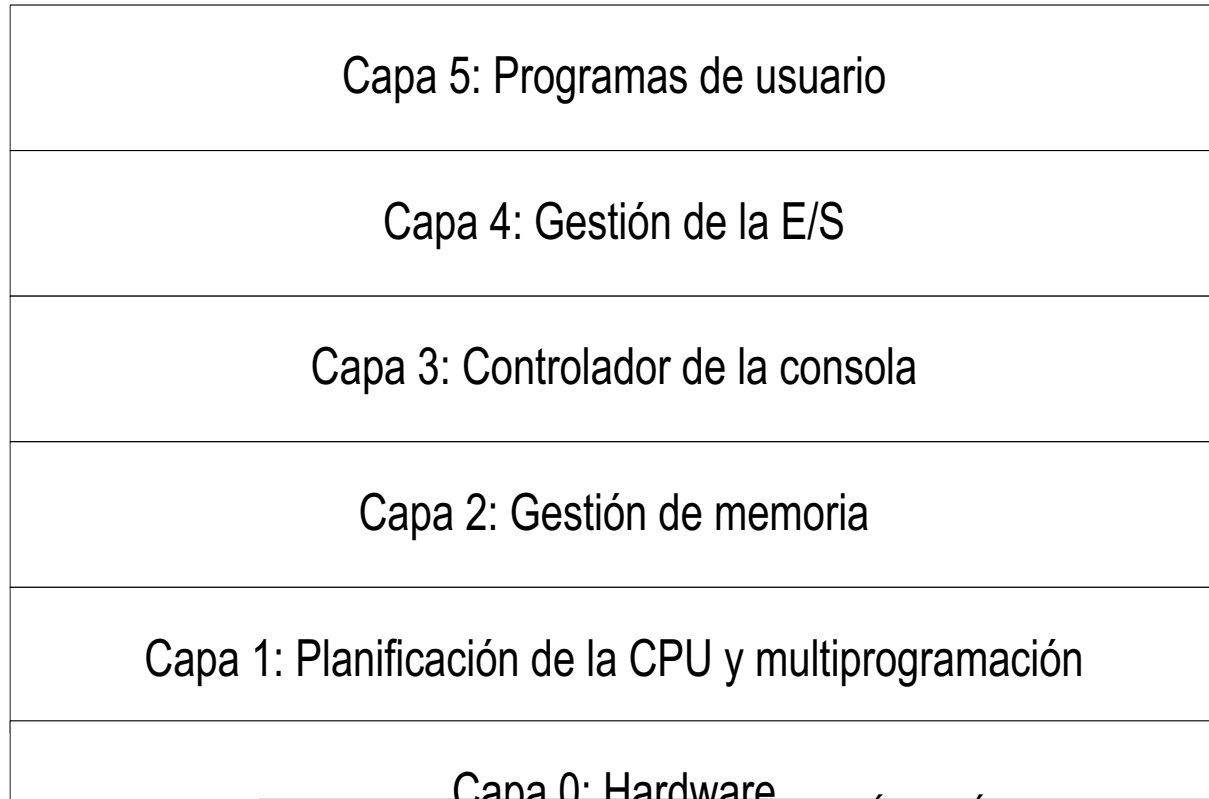 Capa 5: Programas de usuario
Capa 4: Gestión de la E/S
Capa 3: Controlador de la consola
Capa 2: Gestión de memoria
Capa 1: Planificación de la CPU y multiprogramación
Capa 0: Hardware